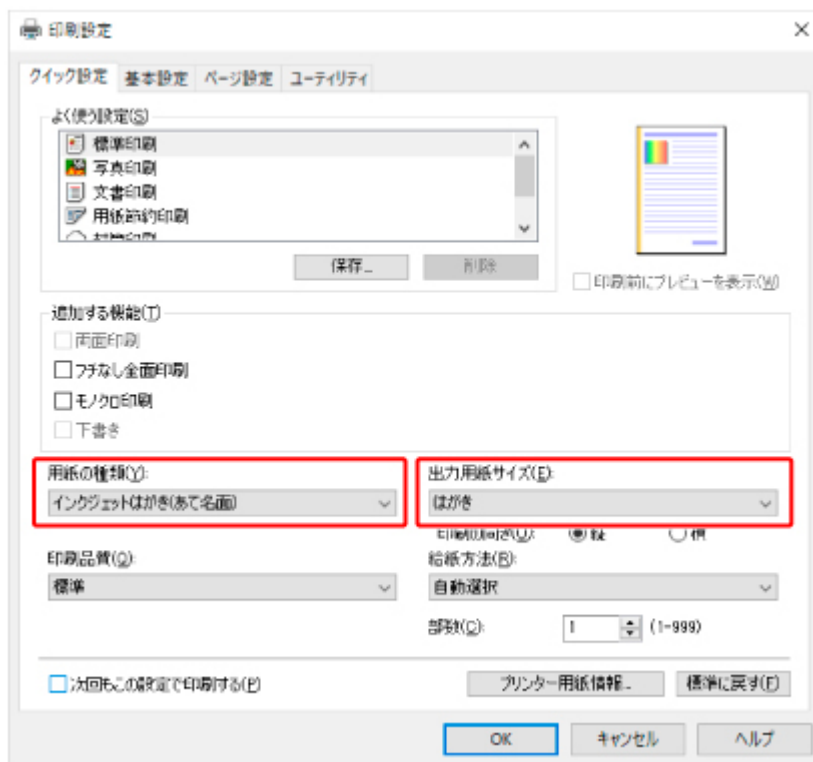 印刷設定
クイック設定 基本設定 ページ設定 ユーティリティ
よく使う設定(S)
標準印刷
写真印刷
文書印刷
用紙節約印刷
保存... 削除
印刷前にプレビューを表示(W)
追加する機能(T)
両面印刷
フチなし全面印刷
モノクロ印刷
下書き
用紙の種類(Y): 出力用紙サイズ(E):
インクジェットはがき(あて名面) はがき
印刷の向き(U): 縦 横
印刷品質(Q): 給紙方法(R):
標準 自動選択
部数(C): 1 (1-999)
次回もこの設定で印刷する(P) プリンター用紙情報... 標準に戻す(F)
OK キャンセル ヘルプ